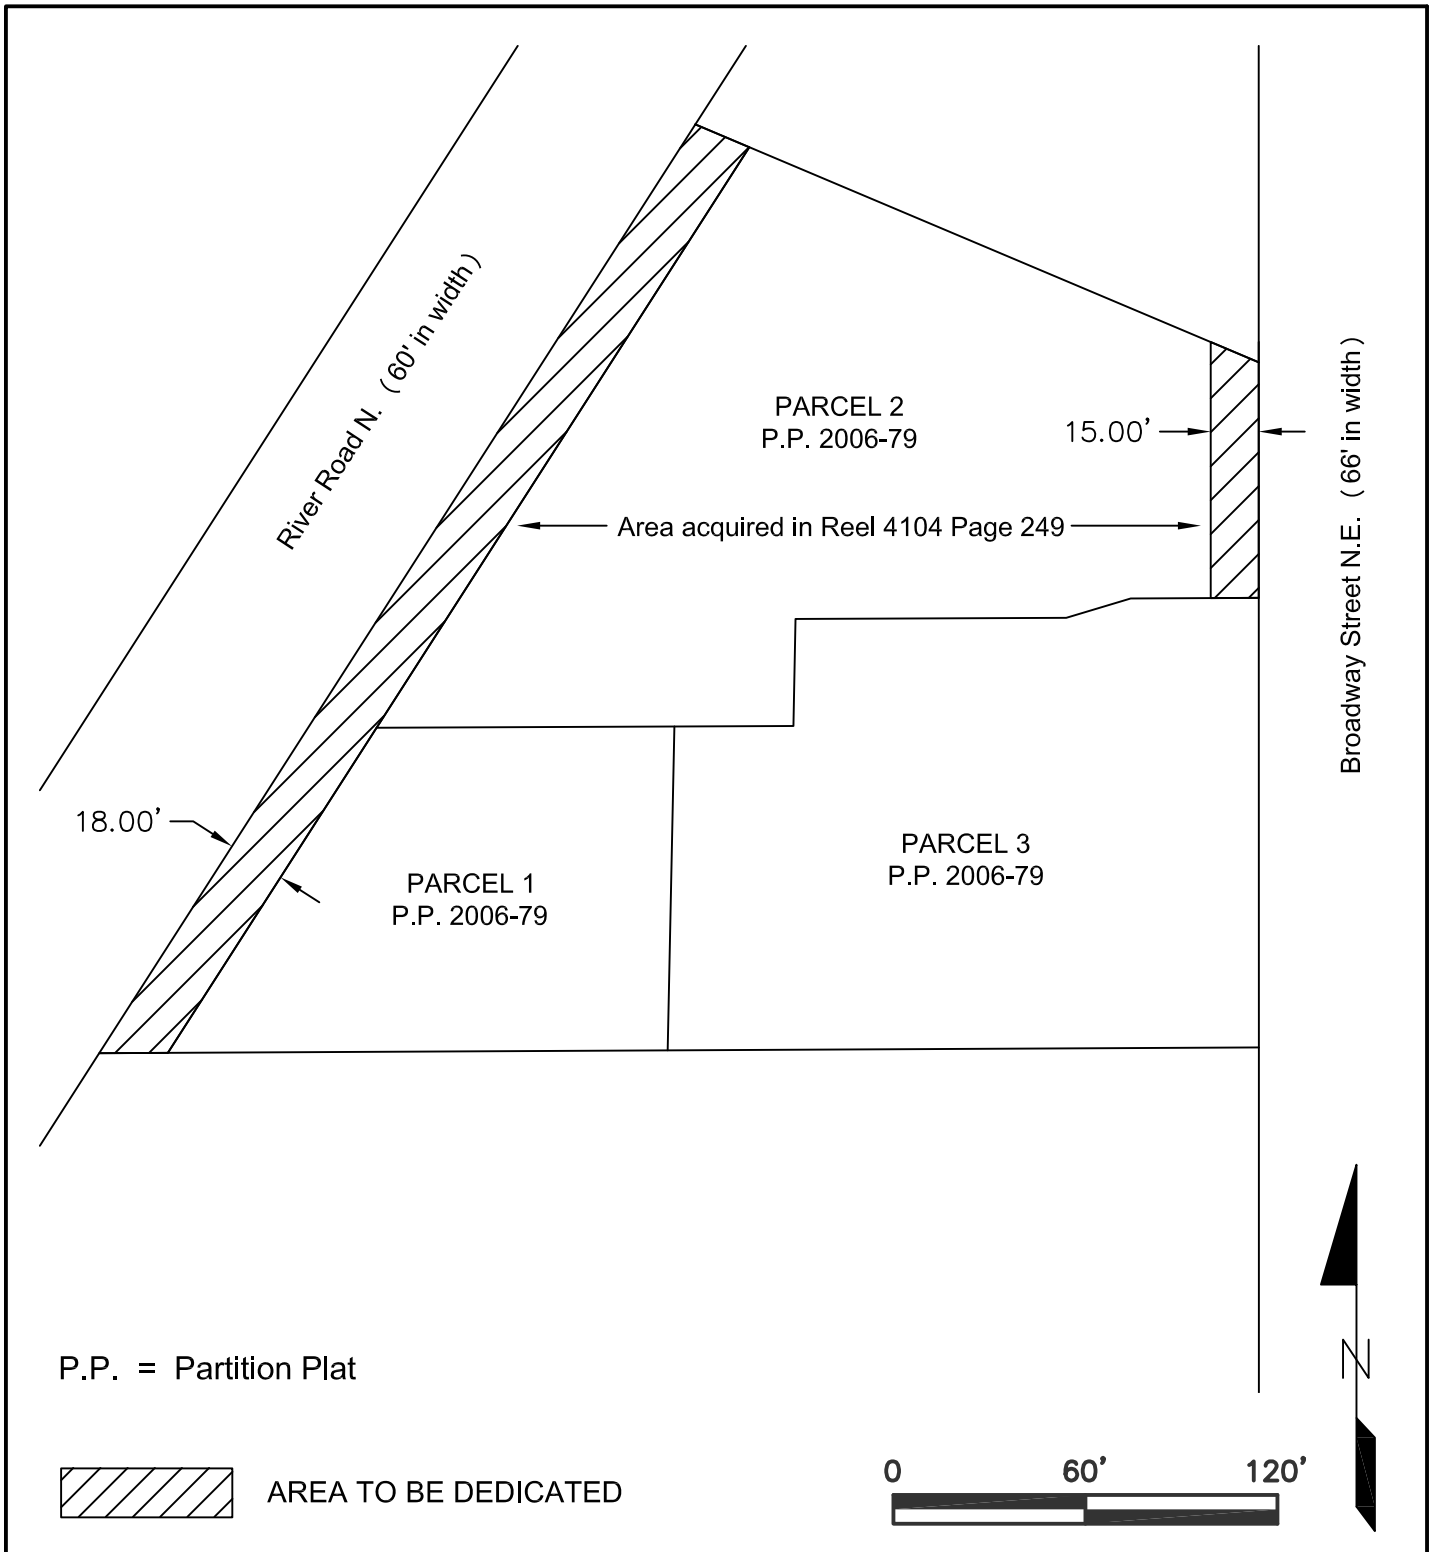 River Road N. (60' in width)
PARCEL 2
P.P. 2006-79
15.00'
Area acquired in Reel 4104 Page 249
Broadway Street N.E. (66' in width)
18.00'
PARCEL 1
P.P. 2006-79
PARCEL 3
P.P. 2006-79
P.P. = Partition Plat
N
AREA TO BE DEDICATED
0 60' 120'